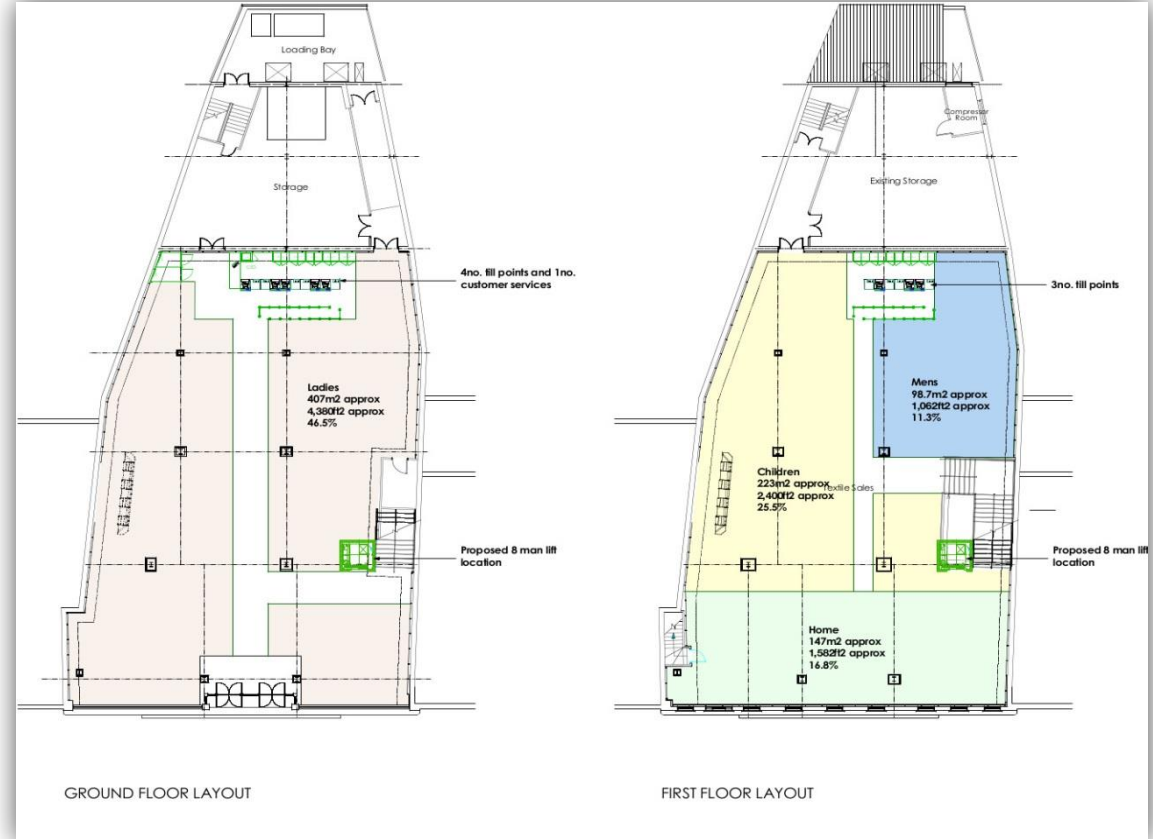 Loading Bay
Storage
4no. till points and 1no.
customer services
Ladies
407m2 approx
4,380ft2 approx
46.5%
Proposed 8 man lift
location
GROUND FLOOR LAYOUT
Compressor
Room
Existing Storage
3no. till points
Mens
98.7m2 approx
1,062ft2 approx
11.3%
Children
223m2 approx
Textile Sales
2,400ft2 approx
25.5%
Proposed 8 man lift
location
Home
147m2 approx
1,582ft2 approx
16.8%
FIRST FLOOR LAYOUT